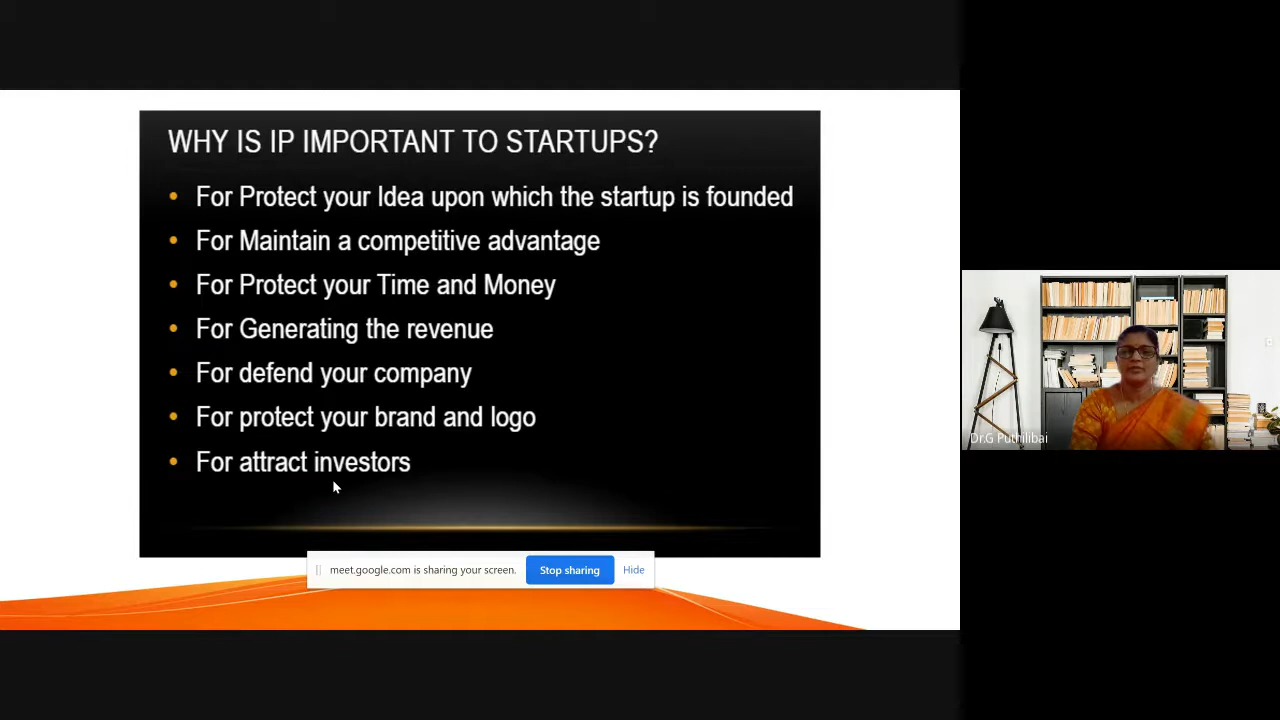 WHY IS IP IMPORTANT TO STARTUPS?
• For Protect your Idea upon which the startup is founded
• For Maintain a competitive advantage
• For Protect your Time and Money
• For Generating the revenue
• For defend your company
• For protect your brand and logo
• For attract investors
meet.google.com is sharing your screen. Stop sharing Hide
Dr.G Puthilibai